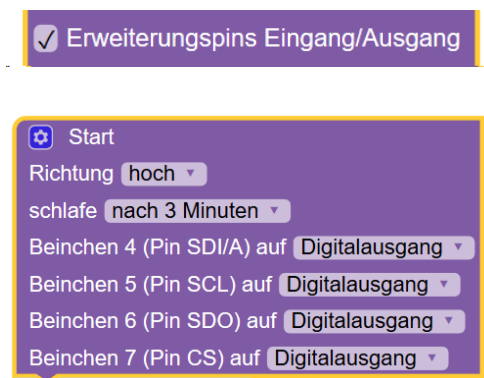 Erweiterungspins Eingang/Ausgang
Start
Richtung hoch
schlafe nach 3 Minuten
Beinchen 4 (Pin SDI/A) auf Digitalausgang
Beinchen 5 (Pin SCL) auf Digitalausgang
Beinchen 6 (Pin SDO) auf Digitalausgang
Beinchen 7 (Pin CS) auf Digitalausgang